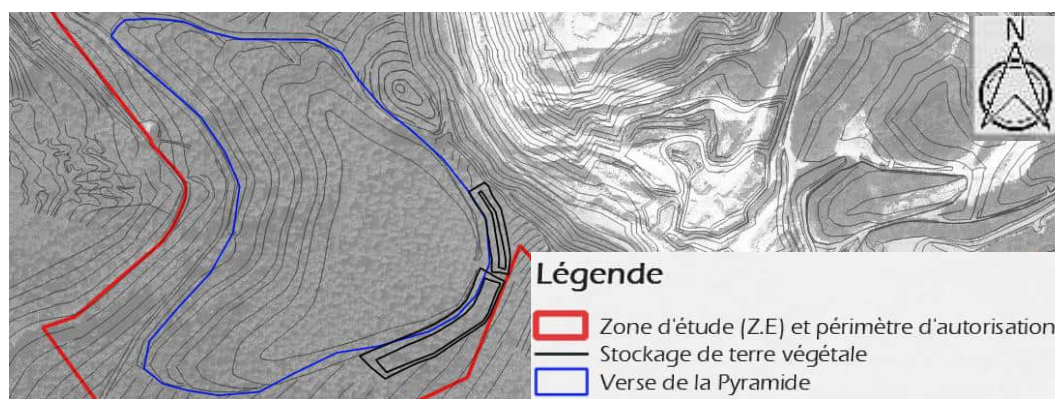 N
Légende
Zone d'étude (Z.E) et périmètre d'autorisation
Stockage de terre végétale
Verse de la Pyramide